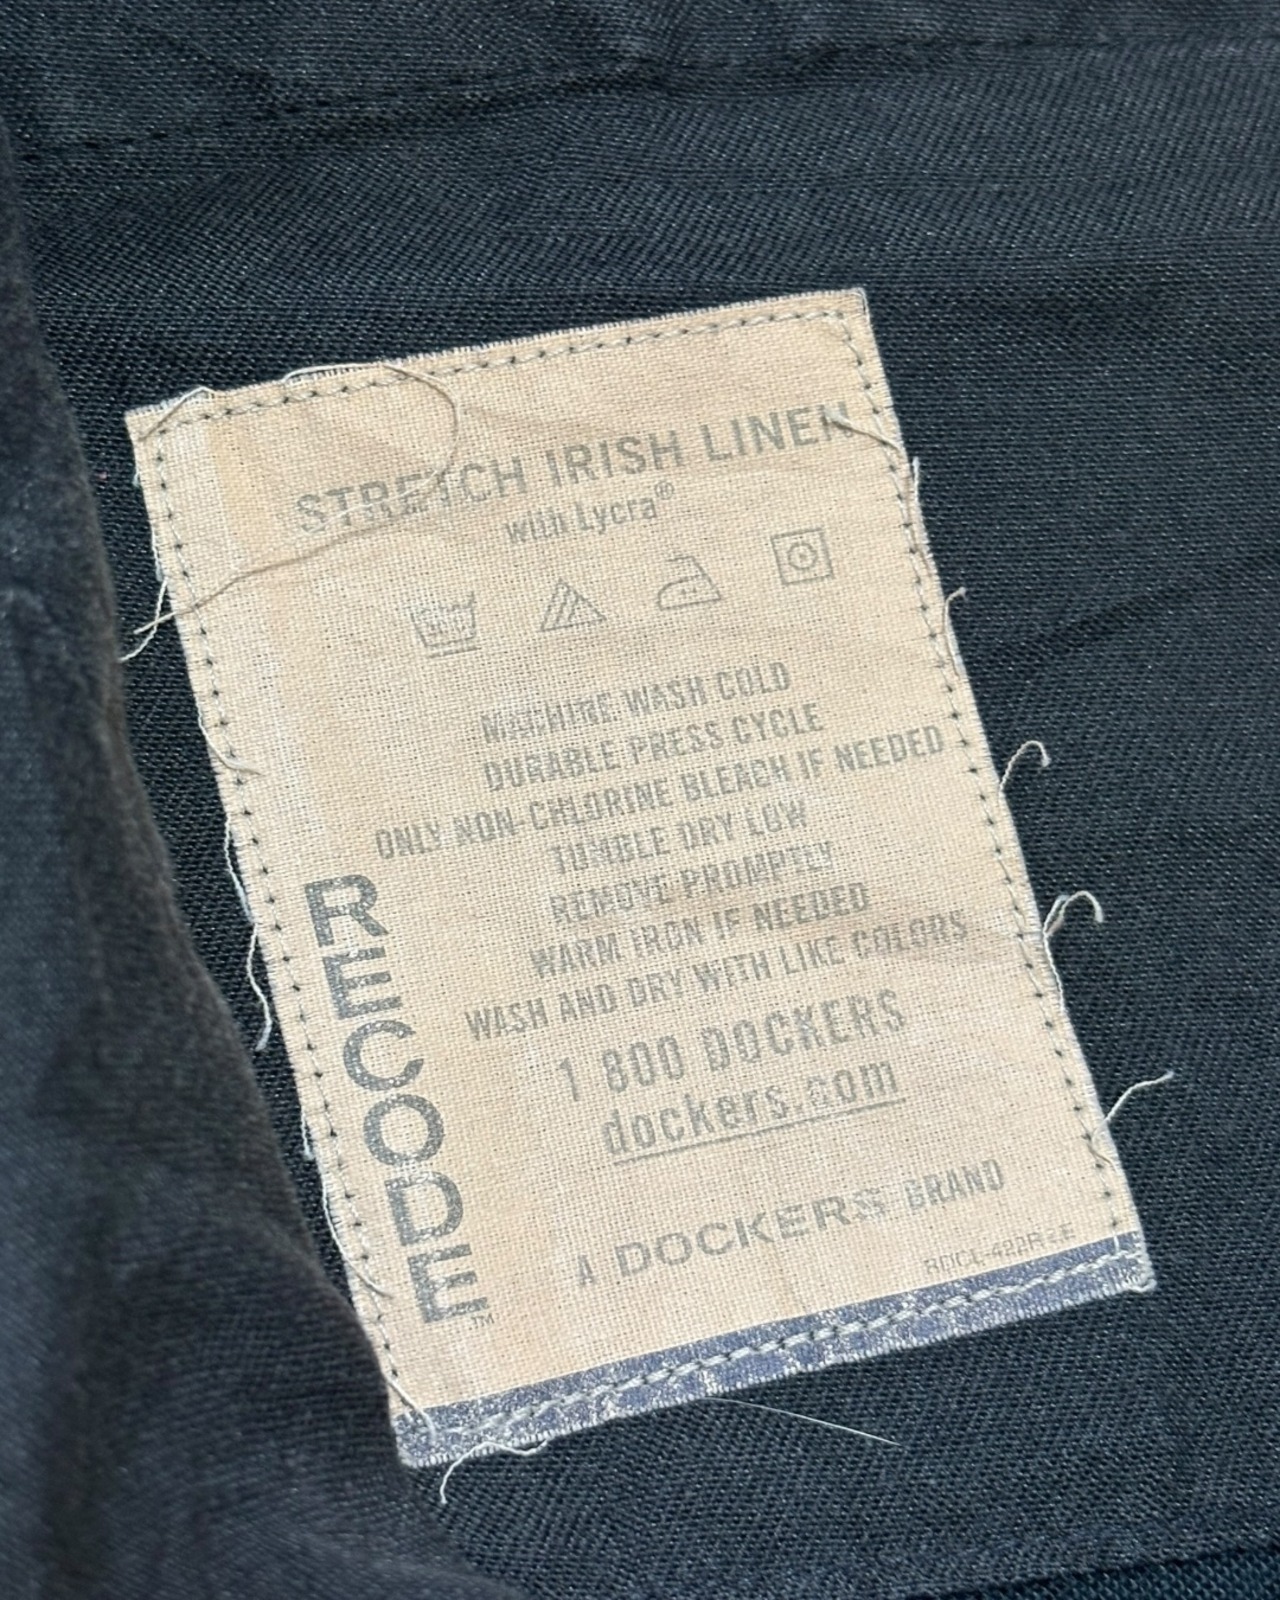 STRETCH IRISH LINEN
with Lycra®
MACHINE WASH COLD
DURABLE PRESS CYCLE
ONLY NON-CHLORINE BLEACH IF NEEDED
TUMBLE DRY LOW
REMOVE PROMPTLY
WARM IRON IF NEEDED
WASH AND DRY WITH LIKE COLORS
1 800 DOCKERS
dockers.com
A DOCKERS BRAND
RECODE™